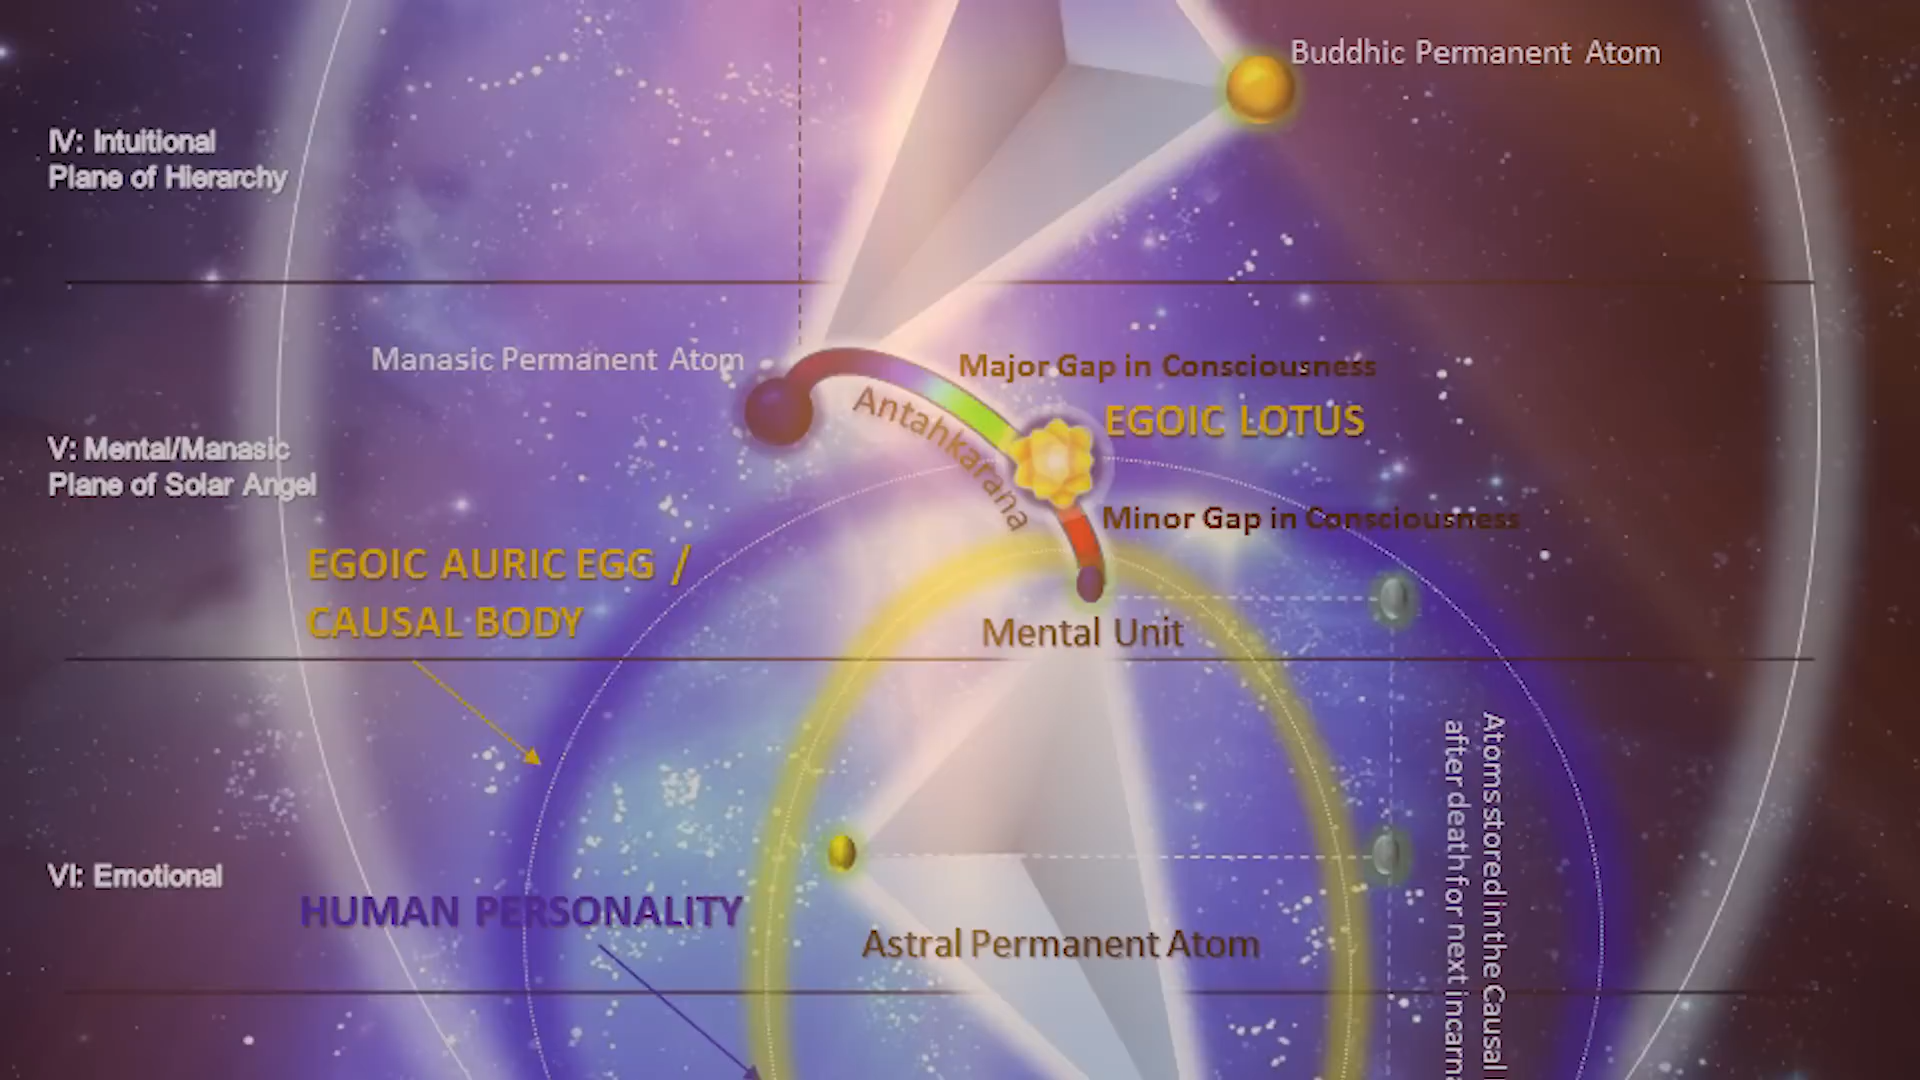 Buddhic Permanent Atom
IV: Intuitional
Plane of Hierarchy
Manasic Permanent Atom
Major Gap in Consciousness
Antahkarana
EGOIC LOTUS
V: Mental/Manasic
Plane of Solar Angel
Minor Gap in Consciousness
EGOIC AURIC EGG /
CAUSAL BODY
Mental Unit
Atoms stored in the Causal
after death for next
VI: Emotional
HUMAN PERSONALITY
Astral Permanent Atom